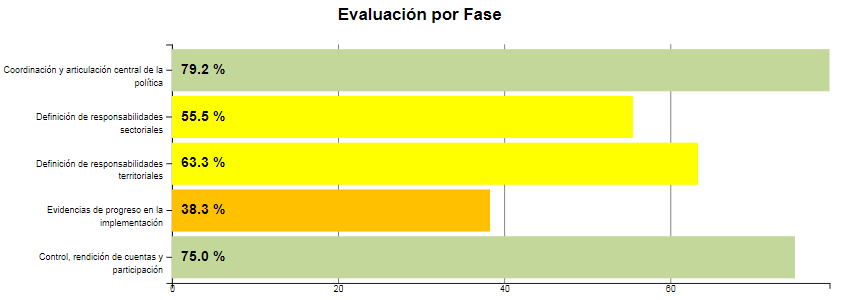 Evaluación por Fase
Coordinación y articulación central de la
política
79.2 %
Definición de responsabilidades
sectoriales
55.5 %
Definición de responsabilidades
territoriales
63.3 %
Evidencias de progreso en la
implementación
38.3 %
Control, rendición de cuentas y
participación
75.0 %
0 20 40 60